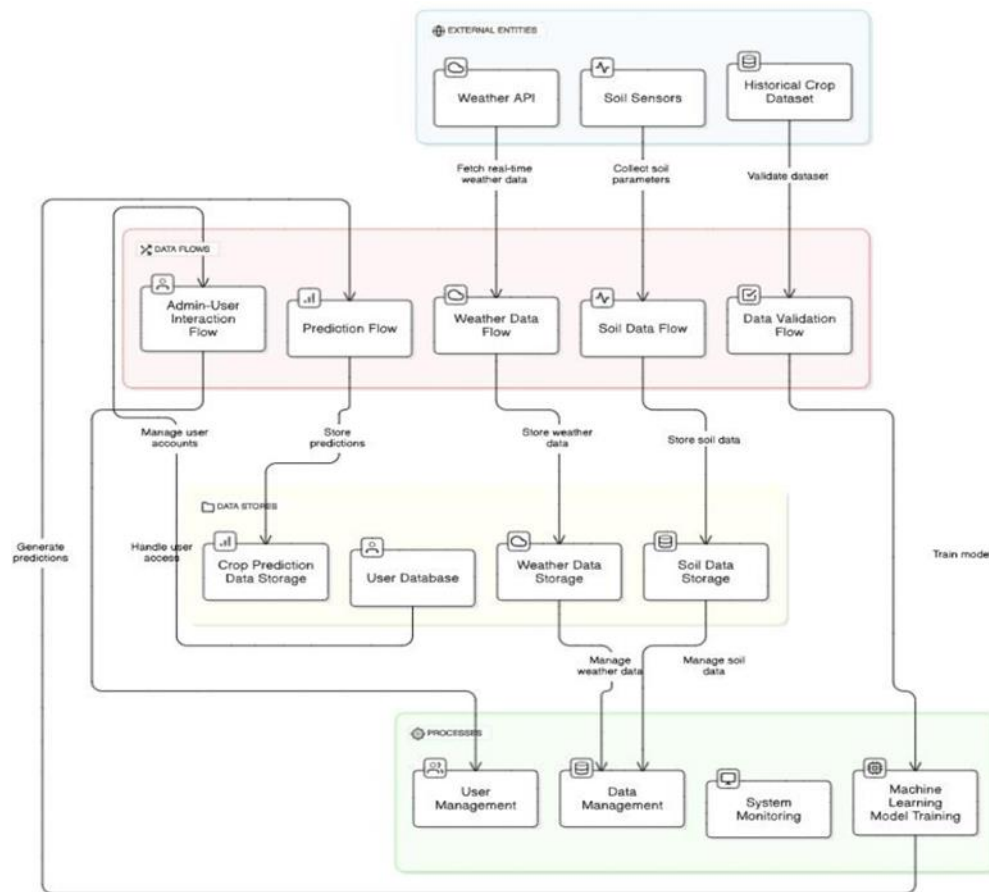 EXTERNAL ENTITIES
Weather API
Soil Sensors
Historical Crop
Dataset
Fetch real-time
weather data
Collect soil
parameters
Validate dataset
DATA FLOWS
Admin-User
Interaction
Flow
Prediction Flow
Weather Data
Flow
Soil Data Flow
Data Validation
Flow
Manage user
accounts
Store
predictions
Store weather
data
Store soil data
DATA STORES
Generate
predictions
Handle user
access
Train model
Crop Prediction
Data Storage
User Database
Weather Data
Storage
Soil Data
Storage
Manage
weather data
Manage soil
data
PROCESSES
User
Management
Data
Management
System
Monitoring
Machine
Learning
Model Training